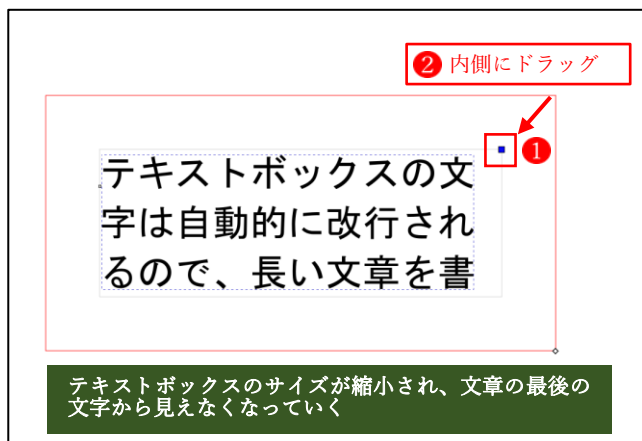 ❷ 内側にドラッグ
❶
テキストボックスの文
字は自動的に改行され
るので、長い文章を書
テキストボックスのサイズが縮小され、文章の最後の
文字から見えなくなっていく